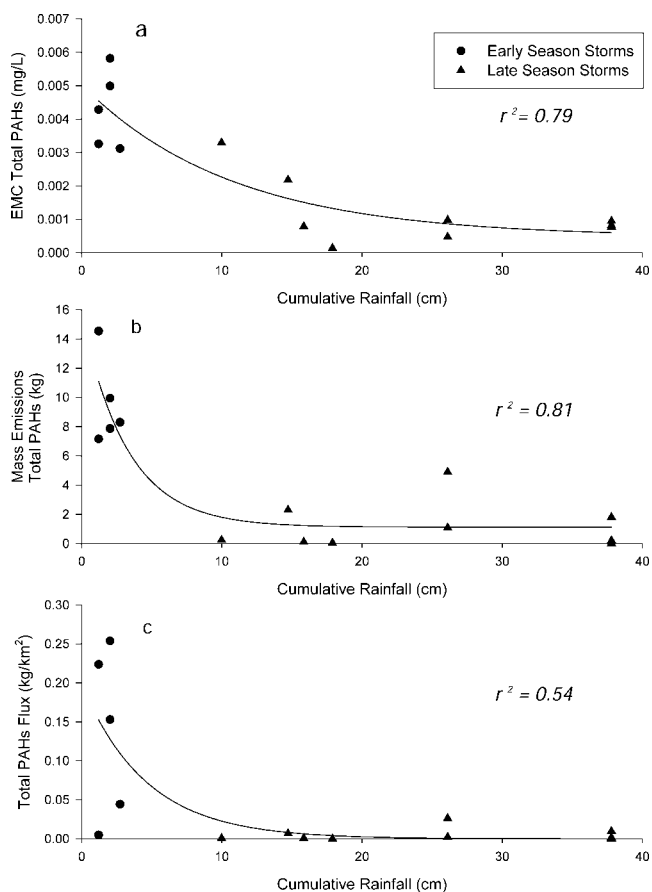 a
0.007
0.006
0.005
0.004
0.003
0.002
0.001
0.000
EMC Total PAHs (mg/L)
Early Season Storms
Late Season Storms
r² = 0.79
0 10 20 30 40
Cumulative Rainfall (cm)
b
16
14
12
10
8
6
4
2
0
Mass Emissions
Total PAHs (kg)
r² = 0.81
0 10 20 30 40
Cumulative Rainfall (cm)
c
0.30
0.25
0.20
0.15
0.10
0.05
0.00
Total PAHs Flux (kg/km²)
r² = 0.54
0 10 20 30 40
Cumulative Rainfall (cm)